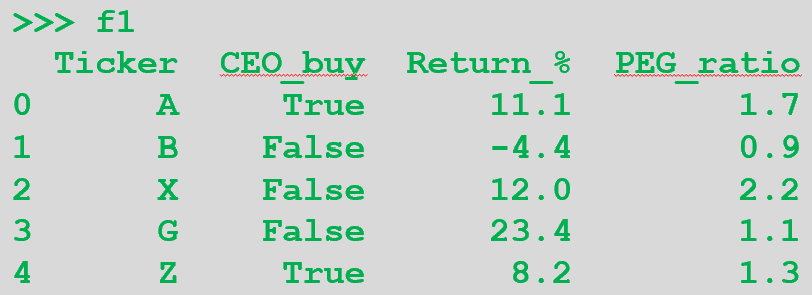 >>> f1
Ticker CEO_buy Return_% PEG_ratio
0 A True 11.1 1.7
1 B False -4.4 0.9
2 X False 12.0 2.2
3 G False 23.4 1.1
4 Z True 8.2 1.3